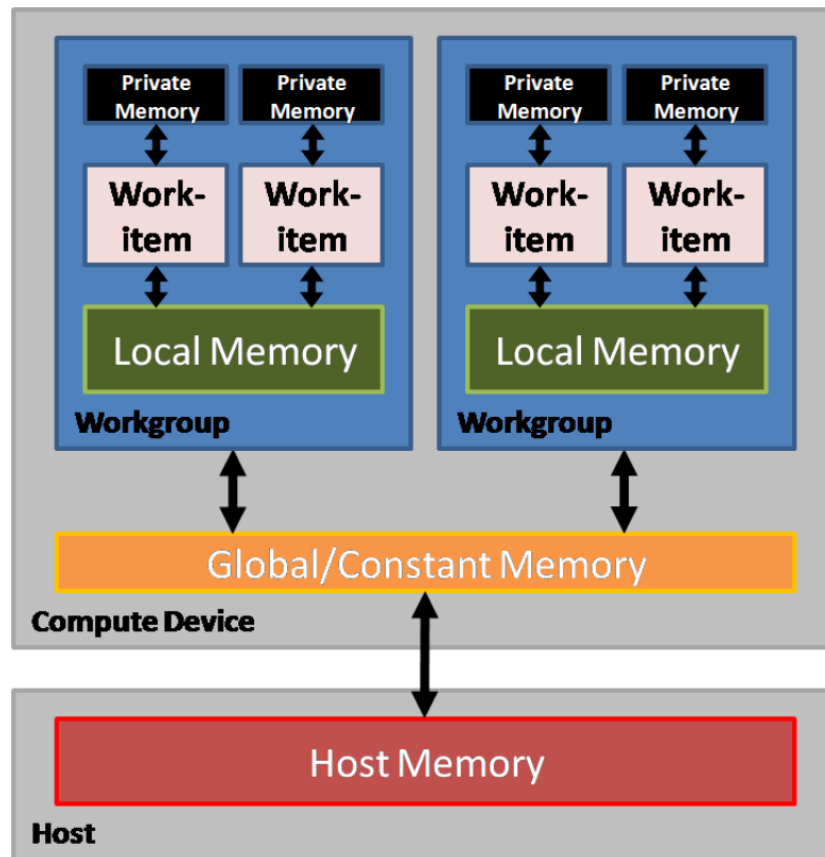 Private
Memory
Private
Memory
Private
Memory
Private
Memory
Work-
item
Work-
item
Work-
item
Work-
item
Local Memory
Local Memory
Workgroup
Workgroup
Global/Constant Memory
Compute Device
Host Memory
Host